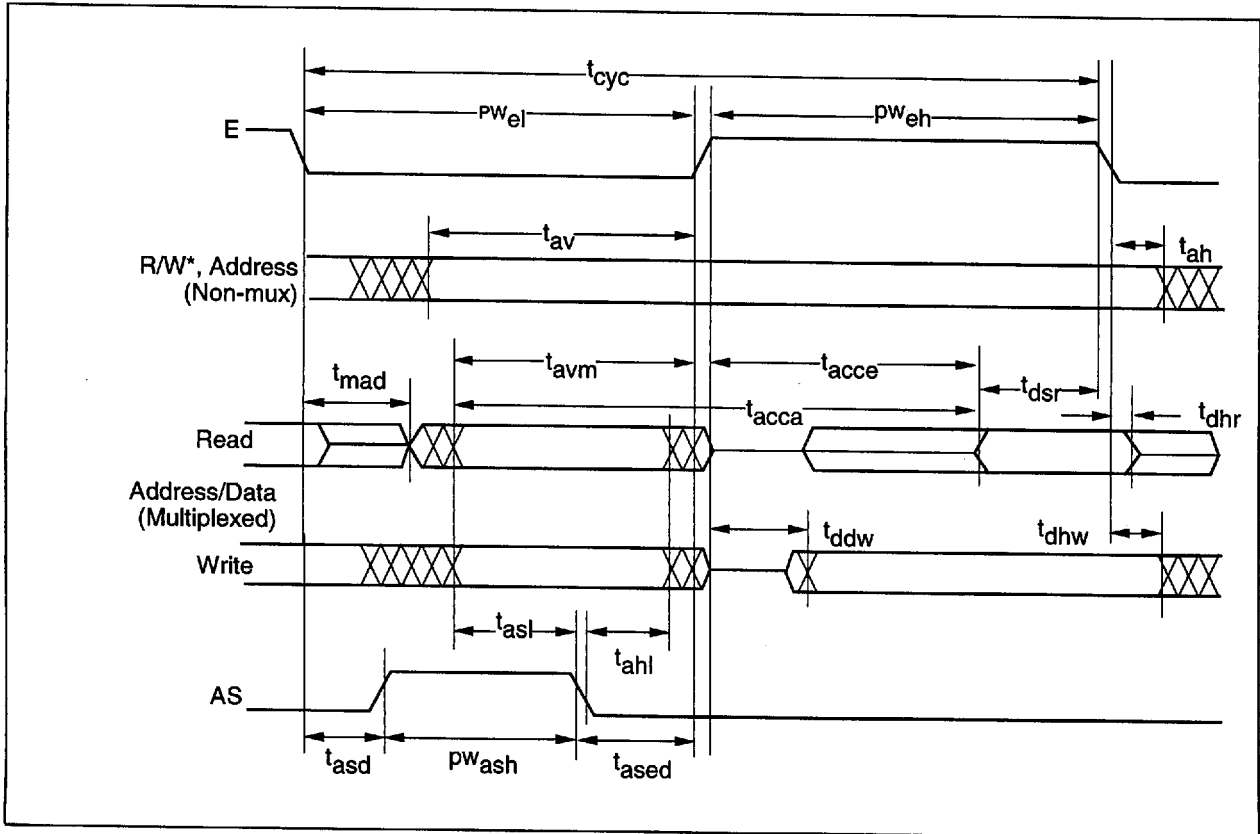 tcyc
PWel
pweh
E
tav
R/W*, Address
(Non-mux)
tah
tmad
tavm
tacce
tdsr
tacca
tdhr
Read
Address/Data
(Multiplexed)
tddw
tdhw
Write
tasl
tahl
AS
tasd
pwash
tased